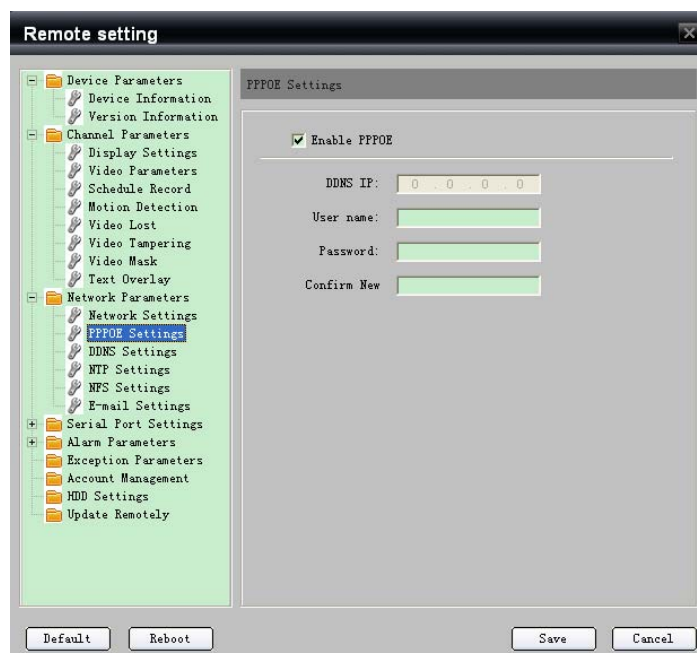 Remote setting
Device Parameters
Device Information
Version Information
Channel Parameters
Display Settings
Video Parameters
Schedule Record
Motion Detection
Video Lost
Video Tampering
Video Mask
Text Overlay
Network Parameters
Network Settings
PPPOE Settings
DDNS Settings
NTP Settings
NFS Settings
E-mail Settings
Serial Port Settings
Alarm Parameters
Exception Parameters
Account Management
HDD Settings
Update Remotely
PPPOE Settings
Enable PPPOE
DDNS IP: 0 . 0 . 0 . 0
User name:
Password:
Confirm New
Default Reboot Save Cancel